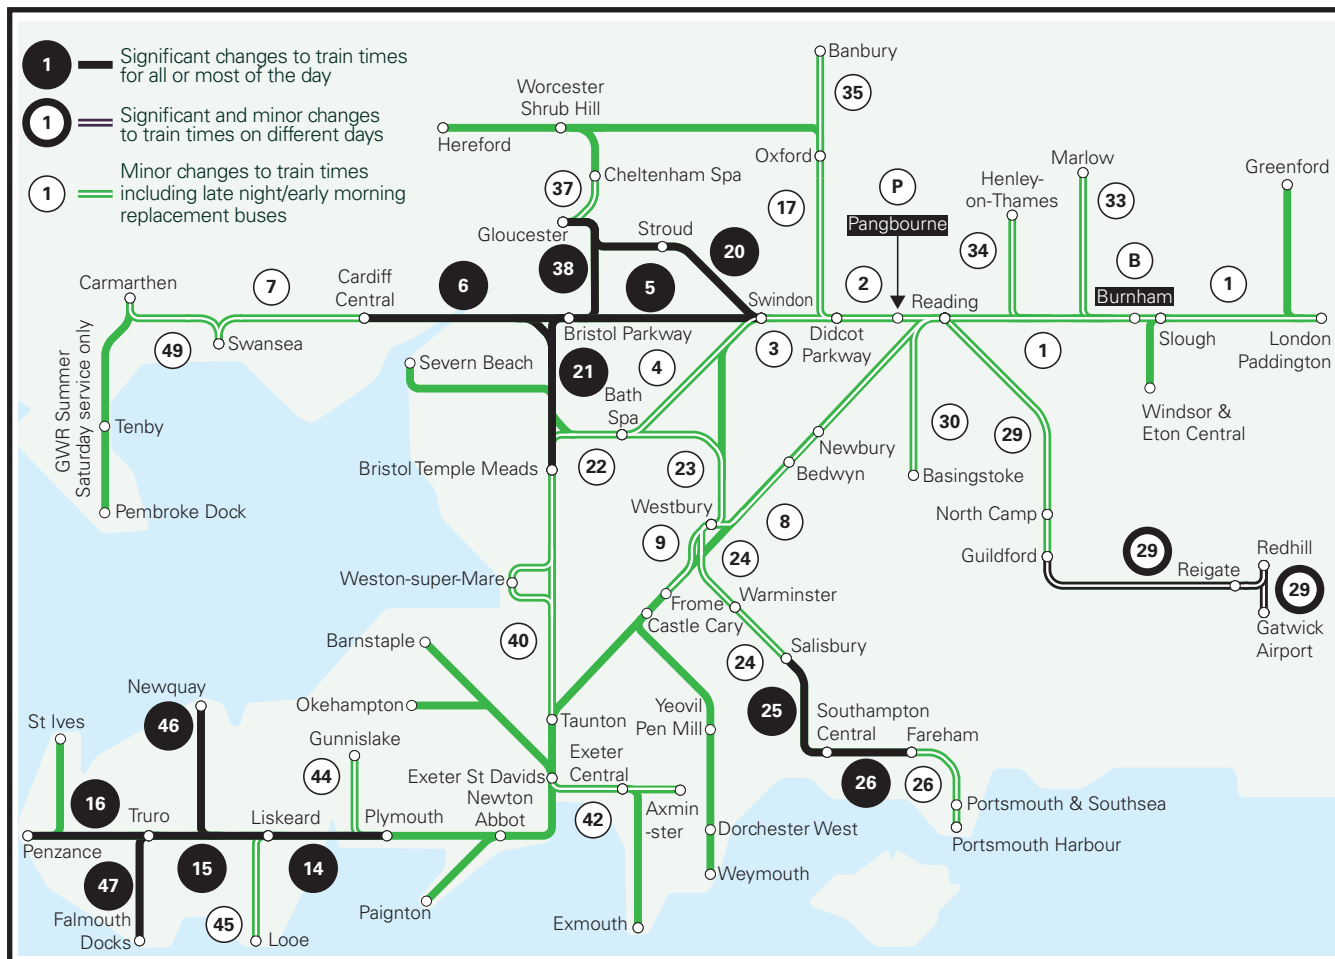 1
Significant changes to train times
for all or most of the day
1
Significant and minor changes
to train times on different days
1
Minor changes to train times
including late night/early morning
replacement buses
Banbury
35
Worcester
Shrub Hill
Hereford
Oxford
Cheltenham Spa
37
17
P
Pangbourne
Henley-
on-Thames
34
Marlow
33
Greenford
Gloucester
Stroud
20
38
B
Burnham
1
Carmarthen
7
Cardiff
Central
6
5
Swindon
2
Reading
Bristol Parkway
Didcot
Parkway
Slough
London
Paddington
49
Swansea
Severn Beach
21
4
3
1
GWR Summer
Saturday service only
Tenby
Bath
Spa
Windsor &
Eton Central
30
29
Newbury
Bristol Temple Meads
22
23
Bedwyn
Basingstoke
Pembroke Dock
Westbury
8
North Camp
9
24
Guildford
29
Redhill
Reigate
29
Gatwick
Airport
Weston-super-Mare
Frome
Castle Cary
Warminster
Barnstaple
40
24
Salisbury
Newquay
46
Okehampton
25
St Ives
Gunnislake
44
Taunton
Yeovil
Pen Mill
Southampton
Central
Fareham
Exeter
Central
Exeter St Davids
26
26
16
Newton
Abbot
Axmin
-ster
Portsmouth & Southsea
Truro
Liskeard
Plymouth
42
Dorchester West
Penzance
Portsmouth Harbour
47
15
14
Weymouth
Falmouth
Docks
45
Looe
Paignton
Exmouth